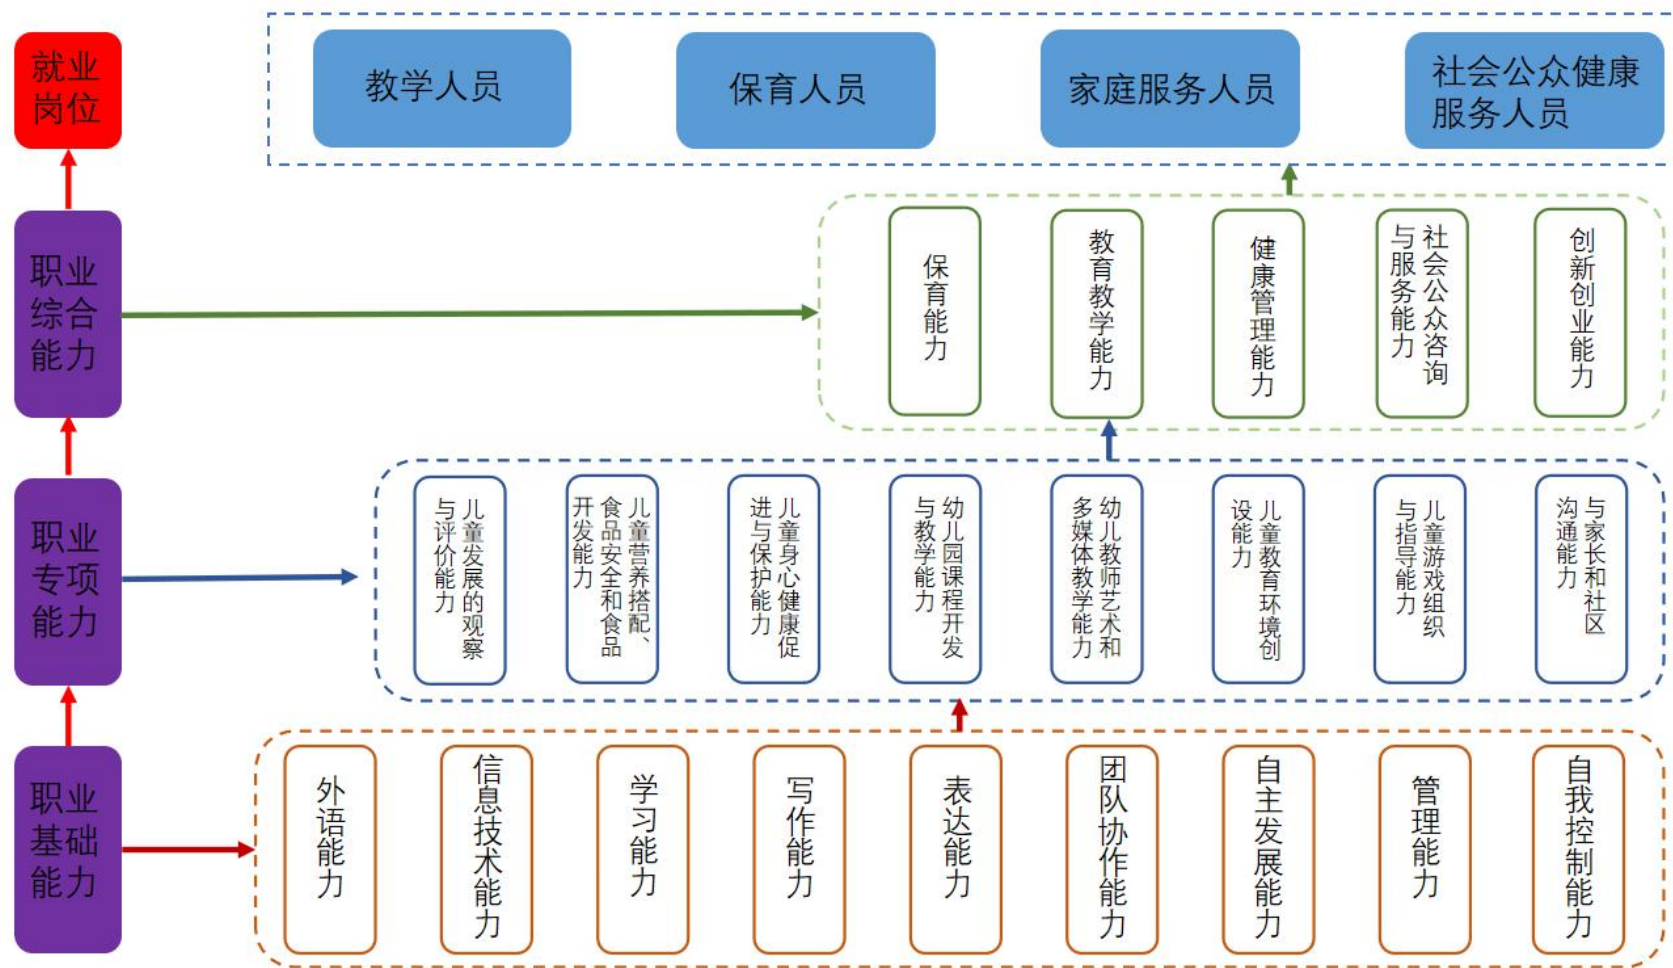 就业
岗位
教学人员
保育人员
家庭服务人员
社会公众健康
服务人员
职业
综合
能力
保育能力
教育教学能力
健康管理能力
社会公众咨询
与服务能力
创新创业能力
职业
专项
能力
儿童发展的观察
与评价能力
儿童营养搭配、
食品安全和食品
开发能力
儿童身心健康促
进与保护能力
幼儿园课程开发
与教学能力
幼儿教师艺术和
多媒体教学能力
儿童教育环境创
设能力
儿童游戏组织
与指导能力
与家长和社区
沟通能力
职业
基础
能力
外语能力
信息技术能力
学习能力
写作能力
表达能力
团队协作能力
自主发展能力
管理能力
自我控制能力